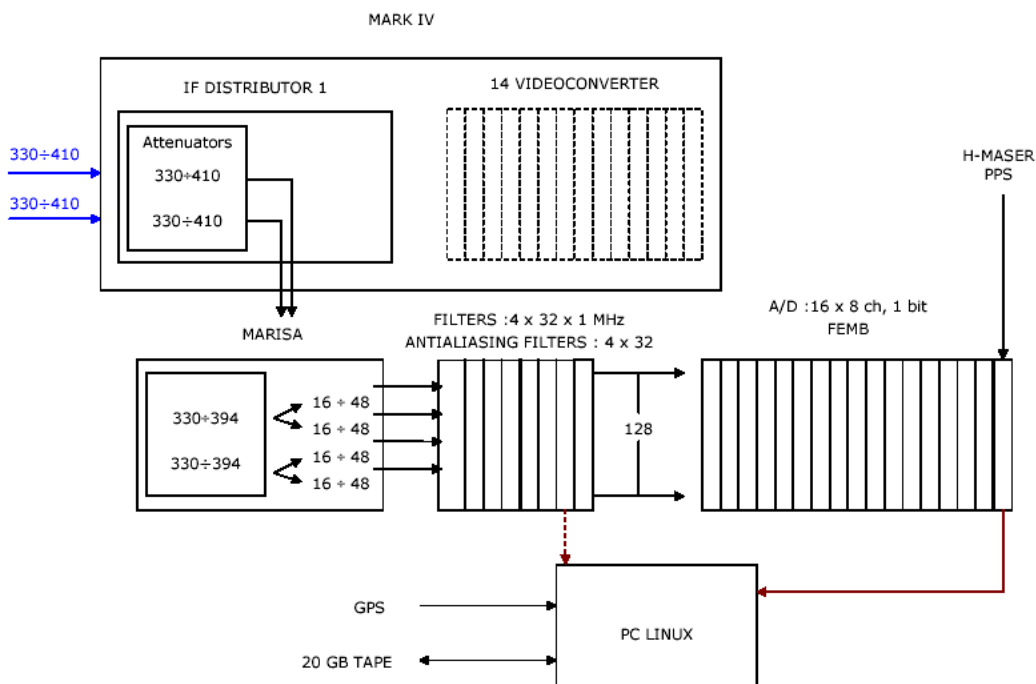 MARK IV
IF DISTRIBUTOR 1
14 VIDEOCONVERTER
Attenuators
330÷410
330÷410
330÷410
330÷410
H-MASER
PPS
MARISA
FILTERS :4 x 32 x 1 MHz
ANTIALIASING FILTERS : 4 x 32
A/D :16 x 8 ch, 1 bit
FEMB
330÷394
330÷394
16 ÷ 48
16 ÷ 48
16 ÷ 48
16 ÷ 48
128
GPS
20 GB TAPE
PC LINUX